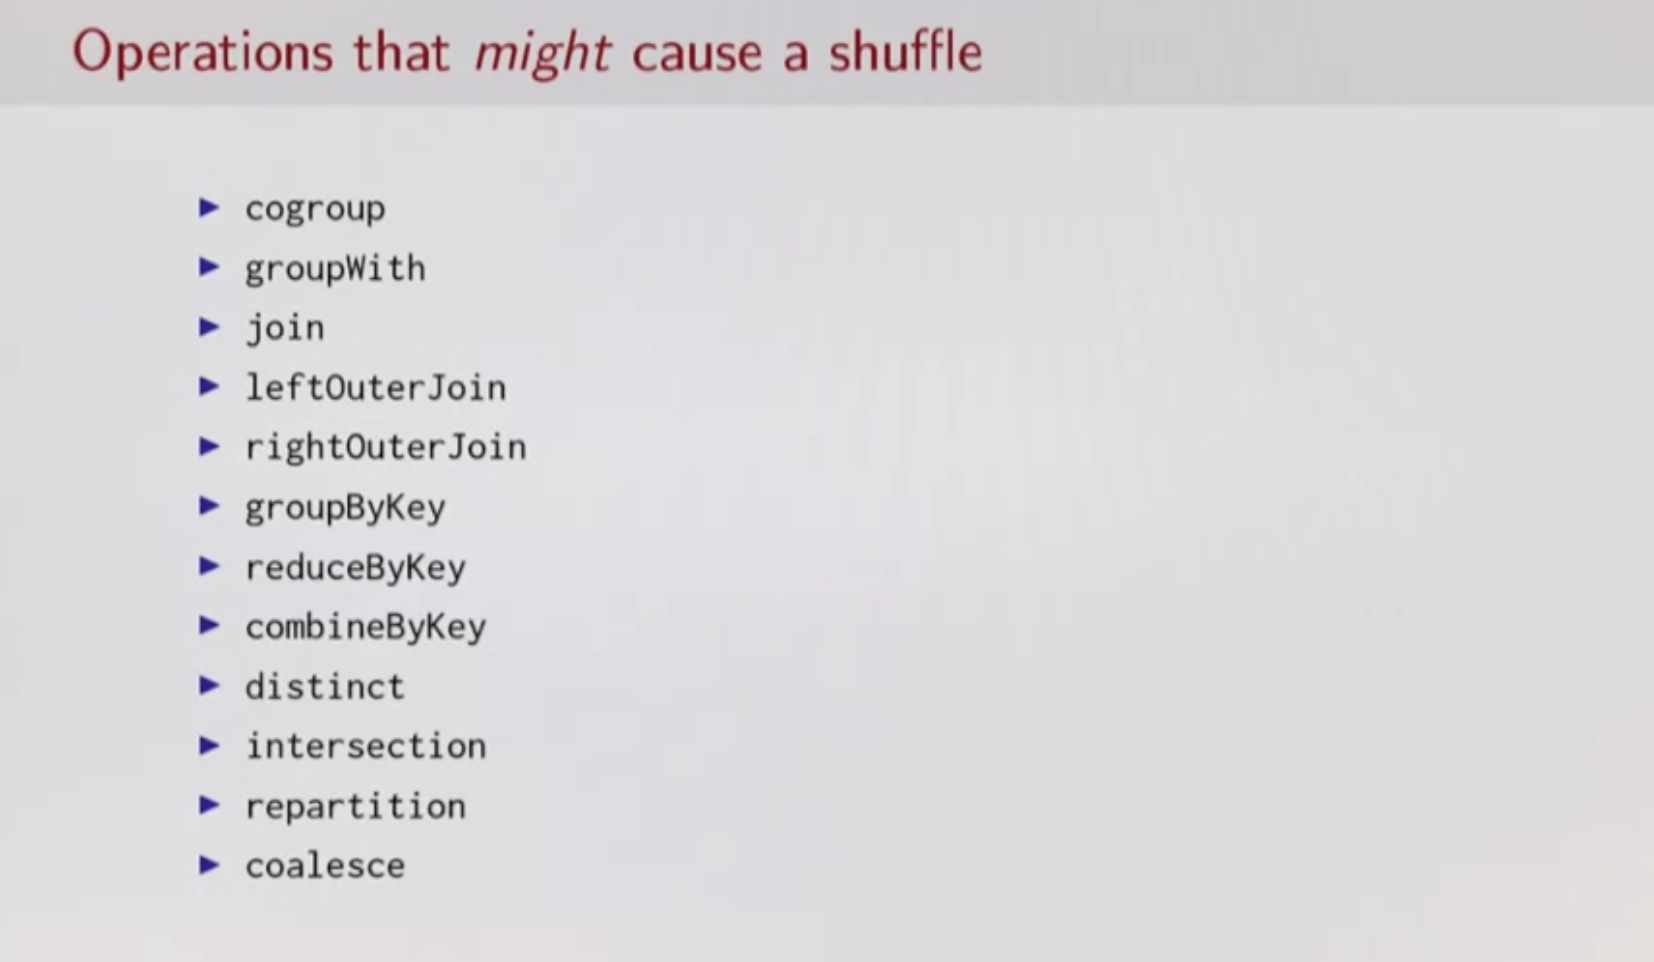 Operations that might cause a shuffle
▶ cogroup
▶ groupWith
▶ join
▶ leftOuterJoin
▶ rightOuterJoin
▶ groupByKey
▶ reduceByKey
▶ combineByKey
▶ distinct
▶ intersection
▶ repartition
▶ coalesce